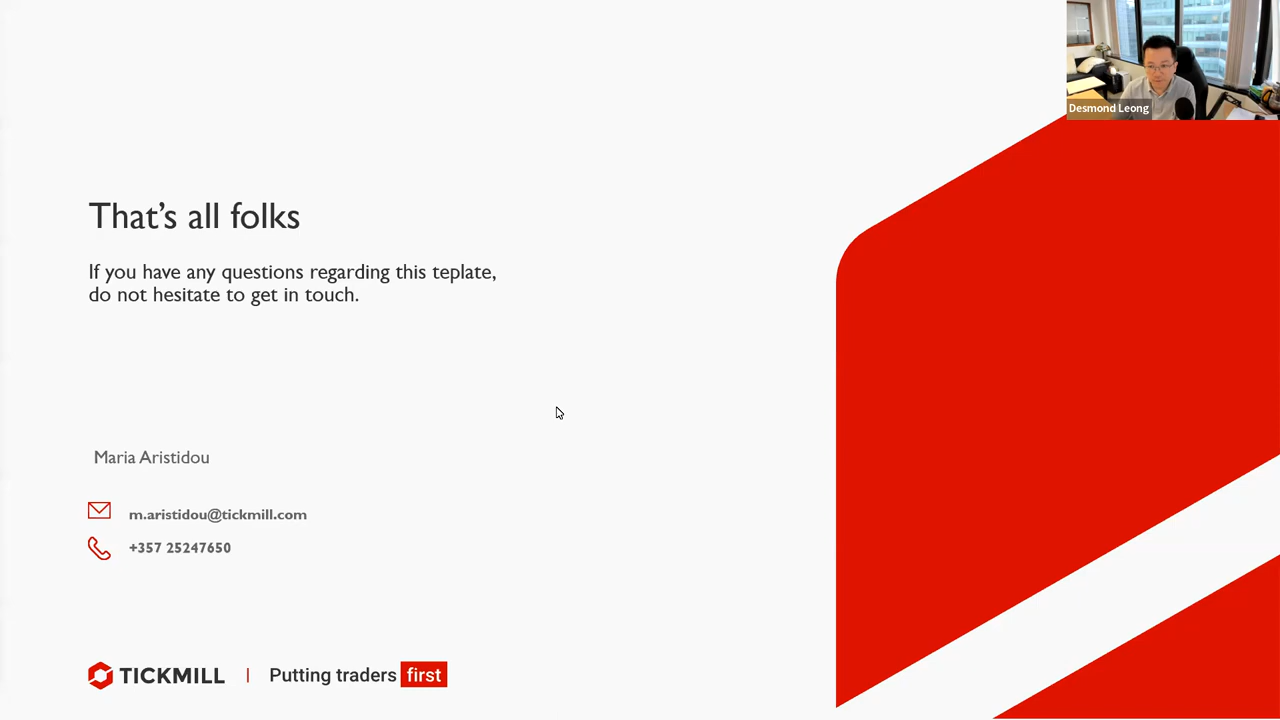 Desmond Leong
That's all folks
If you have any questions regarding this teplate,
do not hesitate to get in touch.
Maria Aristidou
m.aristidou@tickmill.com
+357 25247650
TICKMILL | Putting traders first